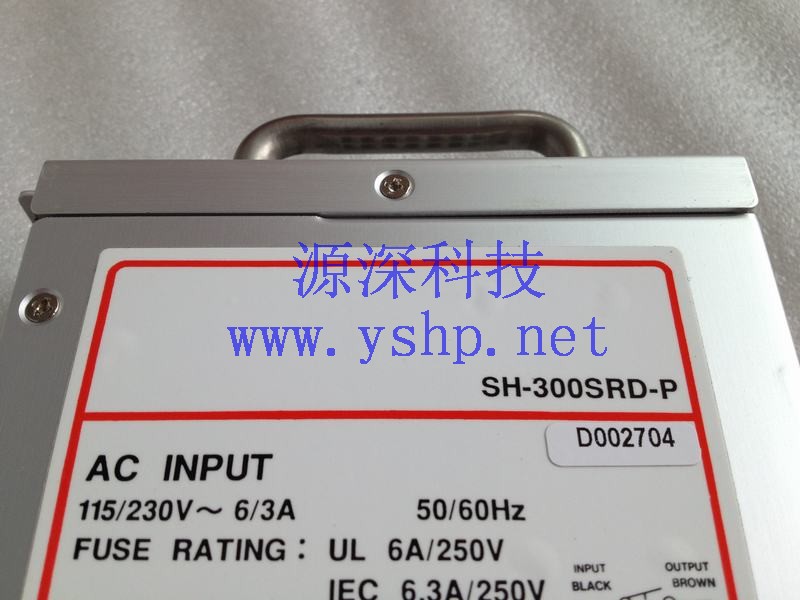 源深科技
www.yshp.net
SH-300SRD-P
D002704
AC INPUT
115/230V～ 6/3A 50/60Hz
FUSE RATING： UL 6A/250V
IEC 6.3A/250V
INPUT OUTPUT
BLACK BROWN